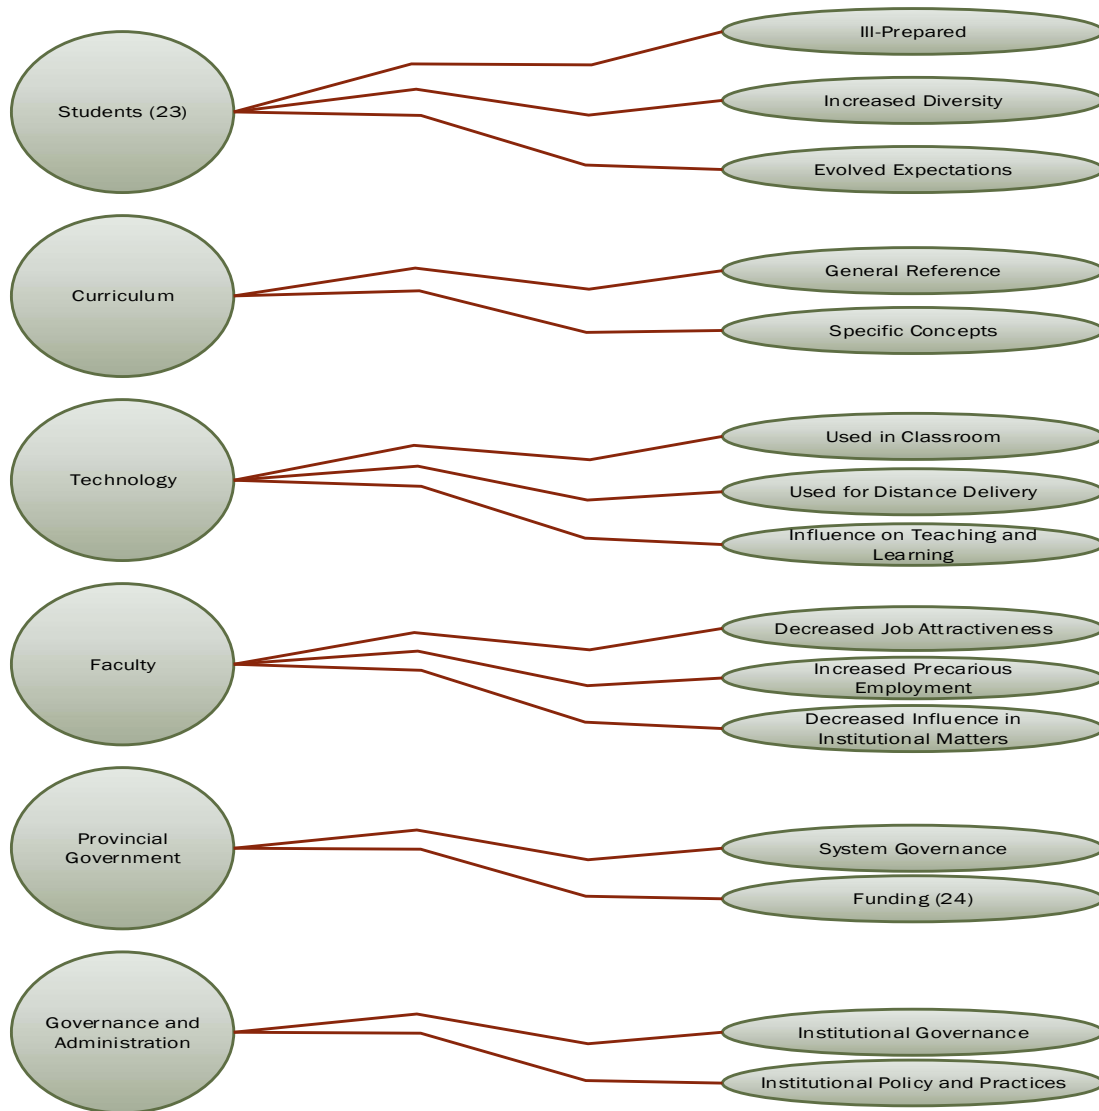 Students (23)
Ill-Prepared
Increased Diversity
Evolved Expectations
Curriculum
General Reference
Specific Concepts
Technology
Used in Classroom
Used for Distance Delivery
Influence on Teaching and
Learning
Faculty
Decreased Job Attractiveness
Increased Precarious
Employment
Decreased Influence in
Institutional Matters
Provincial
Government
System Governance
Funding (24)
Governance and
Administration
Institutional Governance
Institutional Policy and Practices